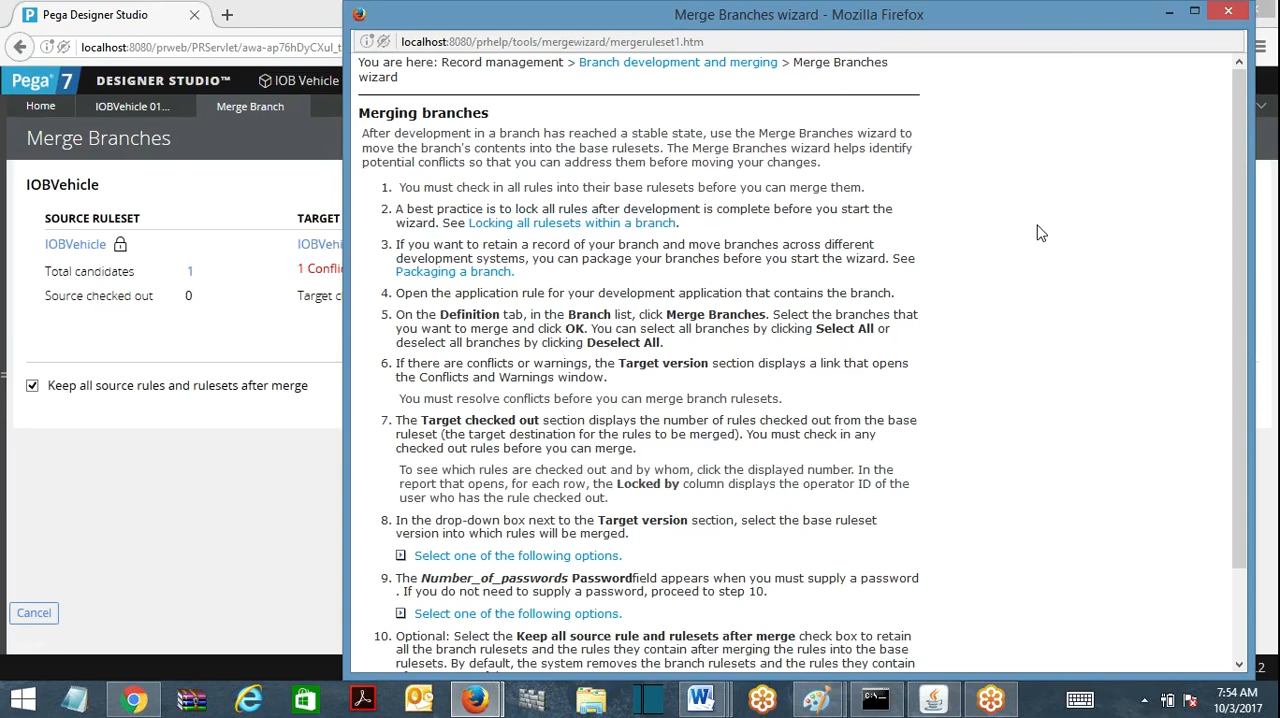 Pega Designer Studio
localhost:8080/prweb/PRServlet/awa-ap76hDyCXul_t
Pega 7 DESIGNER STUDIO™ IOB Vehicle
Home IOBVehicle 01... Merge Branch
Merge Branches
IOBVehicle
SOURCE RULESET TARGET
IOBVehicle IOBVehi
1 Confli
Total candidates 1
Source checked out 0 Target c
Keep all source rules and rulesets after merge
Cancel
Merge Branches wizard - Mozilla Firefox
localhost:8080/prhelp/tools/mergewizard/mergeruleset1.htm
You are here: Record management > Branch development and merging > Merge Branches
wizard
Merging branches
After development in a branch has reached a stable state, use the Merge Branches wizard to
move the branch's contents into the base rulesets. The Merge Branches wizard helps identify
potential conflicts so that you can address them before moving your changes.
1. You must check in all rules into their base rulesets before you can merge them.
2. A best practice is to lock all rules after development is complete before you start the
wizard. See Locking all rulesets within a branch.
3. If you want to retain a record of your branch and move branches across different
development systems, you can package your branches before you start the wizard. See
Packaging a branch.
4. Open the application rule for your development application that contains the branch.
5. On the Definition tab, in the Branch list, click Merge Branches. Select the branches that
you want to merge and click OK. You can select all branches by clicking Select All or
deselect all branches by clicking Deselect All.
6. If there are conflicts or warnings, the Target version section displays a link that opens
the Conflicts and Warnings window.
You must resolve conflicts before you can merge branch rulesets.
7. The Target checked out section displays the number of rules checked out from the base
ruleset (the target destination for the rules to be merged). You must check in any
checked out rules before you can merge.
To see which rules are checked out and by whom, click the displayed number. In the
report that opens, for each row, the Locked by column displays the operator ID of the
user who has the rule checked out.
8. In the drop-down box next to the Target version section, select the base ruleset
version into which rules will be merged.
Select one of the following options.
9. The Number_of_passwords Passwordfield appears when you must supply a password
. If you do not need to supply a password, proceed to step 10.
Select one of the following options.
10. Optional: Select the Keep all source rule and rulesets after merge check box to retain
all the branch rulesets and the rules they contain after merging the rules into the base
rulesets. By default, the system removes the branch rulesets and the rules they contain
12
7:54 AM
10/3/2017